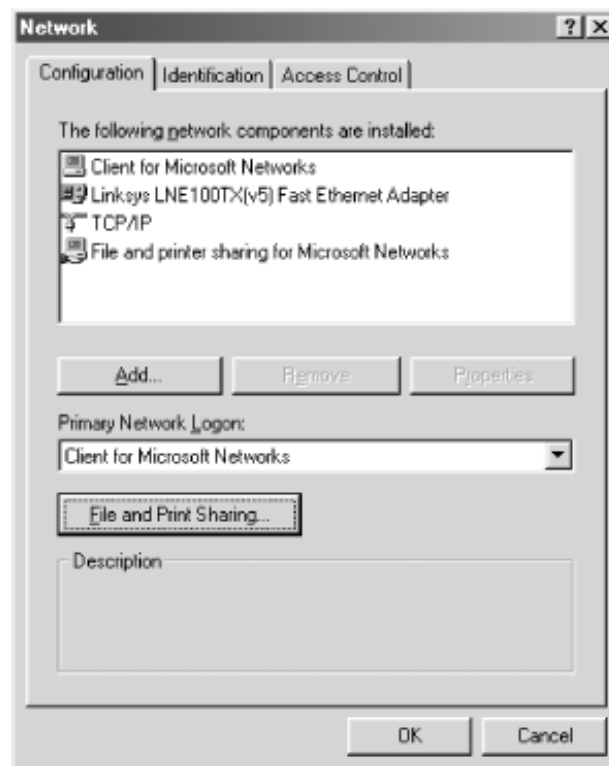 Network
Configuration Identification Access Control
The following network components are installed:
Client for Microsoft Networks
Linksys LNE100TX(v5) Fast Ethernet Adapter
TCP/IP
File and printer sharing for Microsoft Networks
Add... Remove Properties
Primary Network Logon:
Client for Microsoft Networks
File and Print Sharing...
Description
OK Cancel